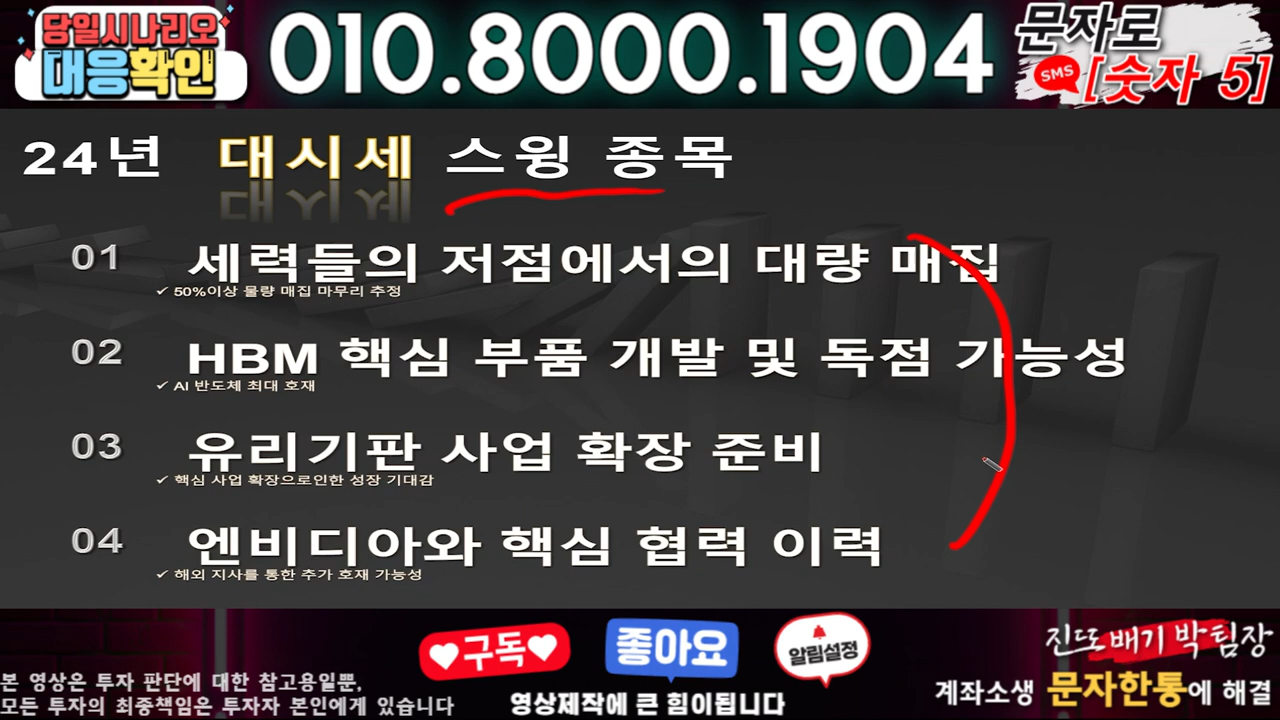 당일시나리오
대응확인
010.8000.1904
문자로
SMS
[숫자 5]
24년 대시세 스윙 종목
01 세력들의 저점에서의 대량 매집
✓ 50%이상 물량 매집 마무리 추정
02 HBM 핵심 부품 개발 및 독점 가능성
✓ AI 반도체 최대 호재
03 유리기판 사업 확장 준비
✓ 핵심 사업 확장으로인한 성장 기대감
04 엔비디아와 핵심 협력 이력
✓ 해외 지사를 통한 추가 호재 가능성
구독
좋아요
알림설정
진또배기 박팀장
본 영상은 투자 판단에 대한 참고용일뿐,
모든 투자의 최종책임은 투자자 본인에게 있습니다
영상제작에 큰 힘이됩니다
계좌소생 문자한통에 해결